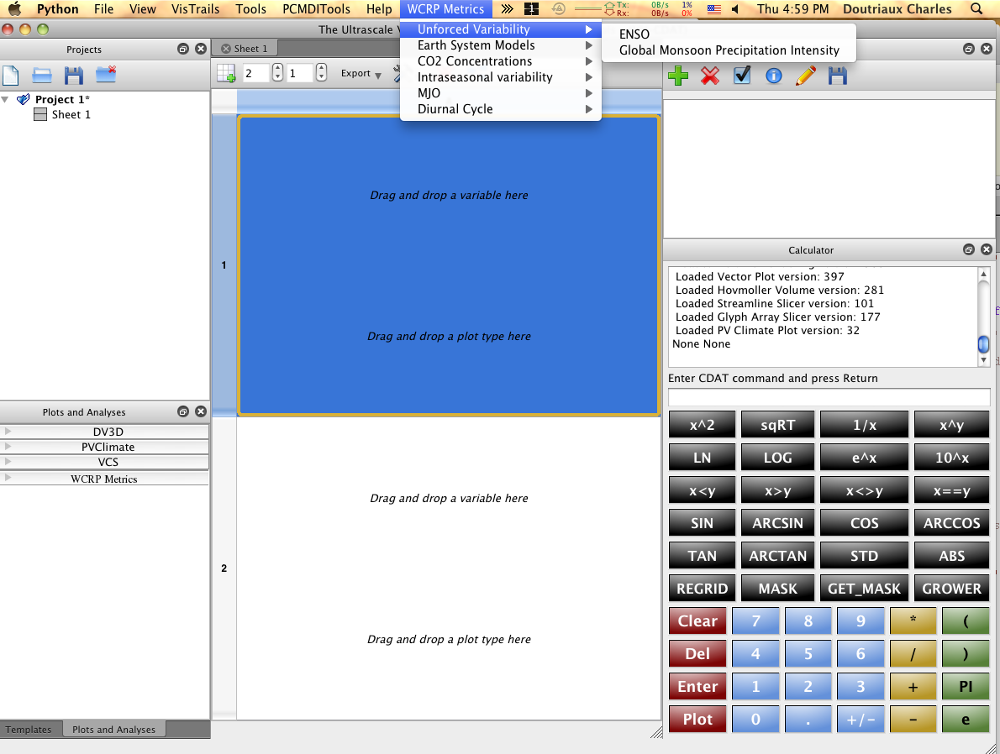 Python File View VisTrails Tools PCMDITools Help WCRP Metrics 1 Tx: 0B/s 1% Thu 4:59 PM Doutriaux Charles
Rx: 0B/s 0%
The Ultrascale V
Unforced Variability
Earth System Models
CO2 Concentrations
Intraseasonal variability
MJO
Diurnal Cycle
ENSO
Global Monsoon Precipitation Intensity
Projects
Project 1*
Sheet 1
Sheet 1
2 1 Export
1
Drag and drop a variable here
Drag and drop a plot type here
2
Drag and drop a variable here
Drag and drop a plot type here
Plots and Analyses
DV3D
PVClimate
VCS
WCRP Metrics
Templates Plots and Analyses
Calculator
Loaded Vector Plot version: 397
Loaded Hovmoller Volume version: 281
Loaded Streamline Slicer version: 101
Loaded Glyph Array Slicer version: 177
Loaded PV Climate Plot version: 32
None None
Enter CDAT command and press Return
x^2 sqRT 1/x x^y
LN LOG e^x 10^x
x<y x>y x<>y x==y
SIN ARCSIN COS ARCCOS
TAN ARCTAN STD ABS
REGRID MASK GET_MASK GROWER
Clear 7 8 9 * (
Del 4 5 6 / )
Enter 1 2 3 + PI
Plot 0 . +/- - e